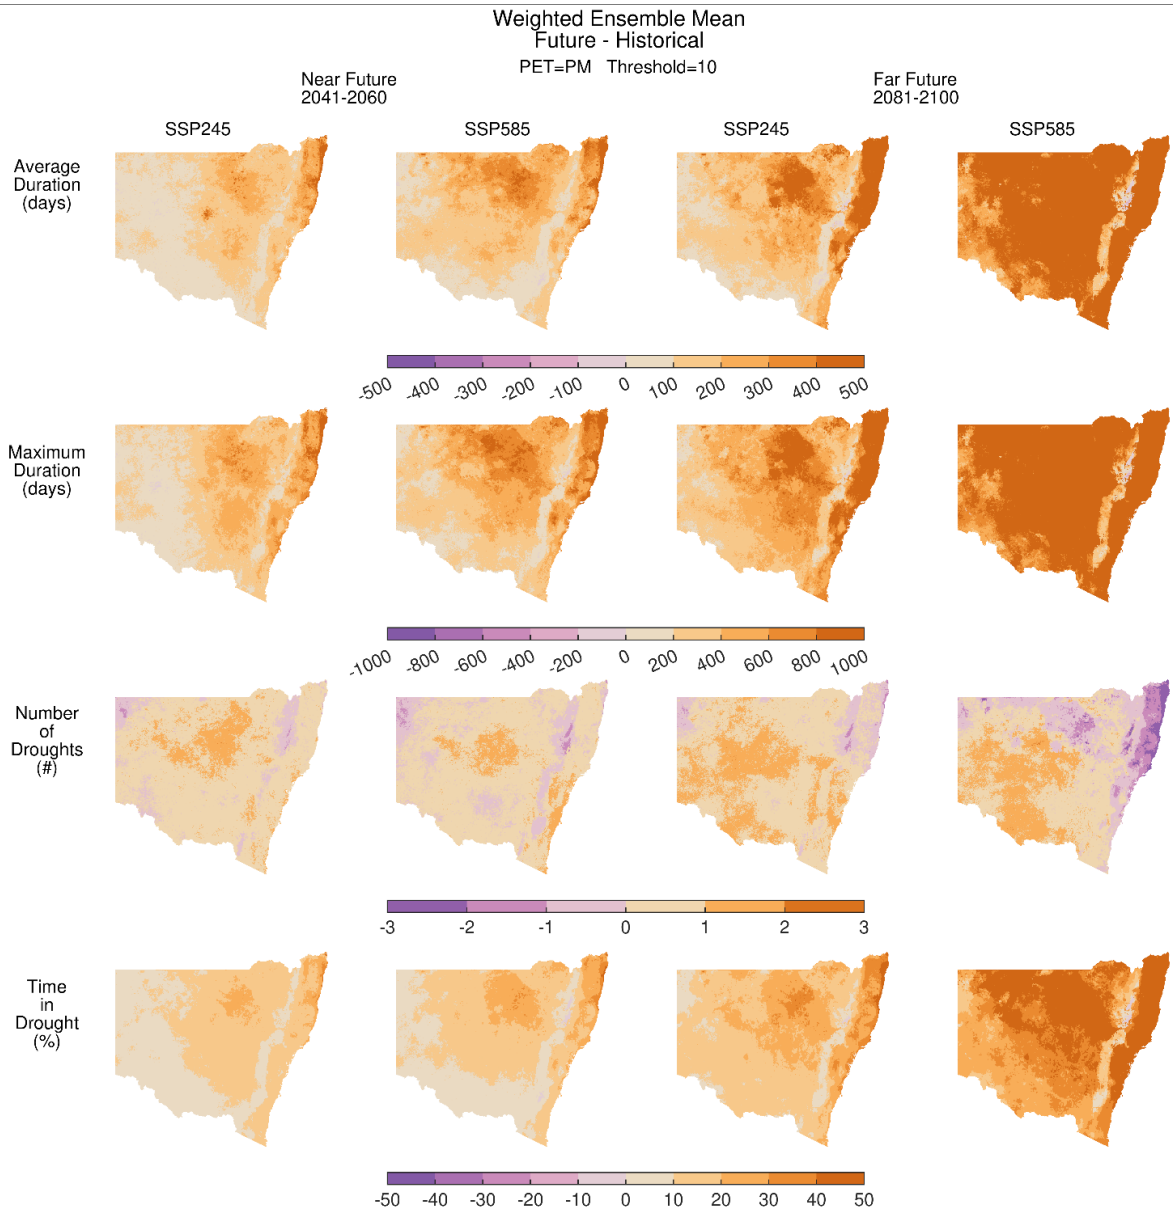 Weighted Ensemble Mean
Future - Historical
PET=PM Threshold=10
Near Future
2041-2060
Far Future
2081-2100
SSP245
SSP585
SSP245
SSP585
Average
Duration
(days)
-500 -400 -300 -200 -100 0 100 200 300 400 500
Maximum
Duration
(days)
-1000 -800 -600 -400 -200 0 200 400 600 800 1000
Number
of
Droughts
(#)
-3 -2 -1 0 1 2 3
Time
in
Drought
(%)
-50 -40 -30 -20 -10 0 10 20 30 40 50